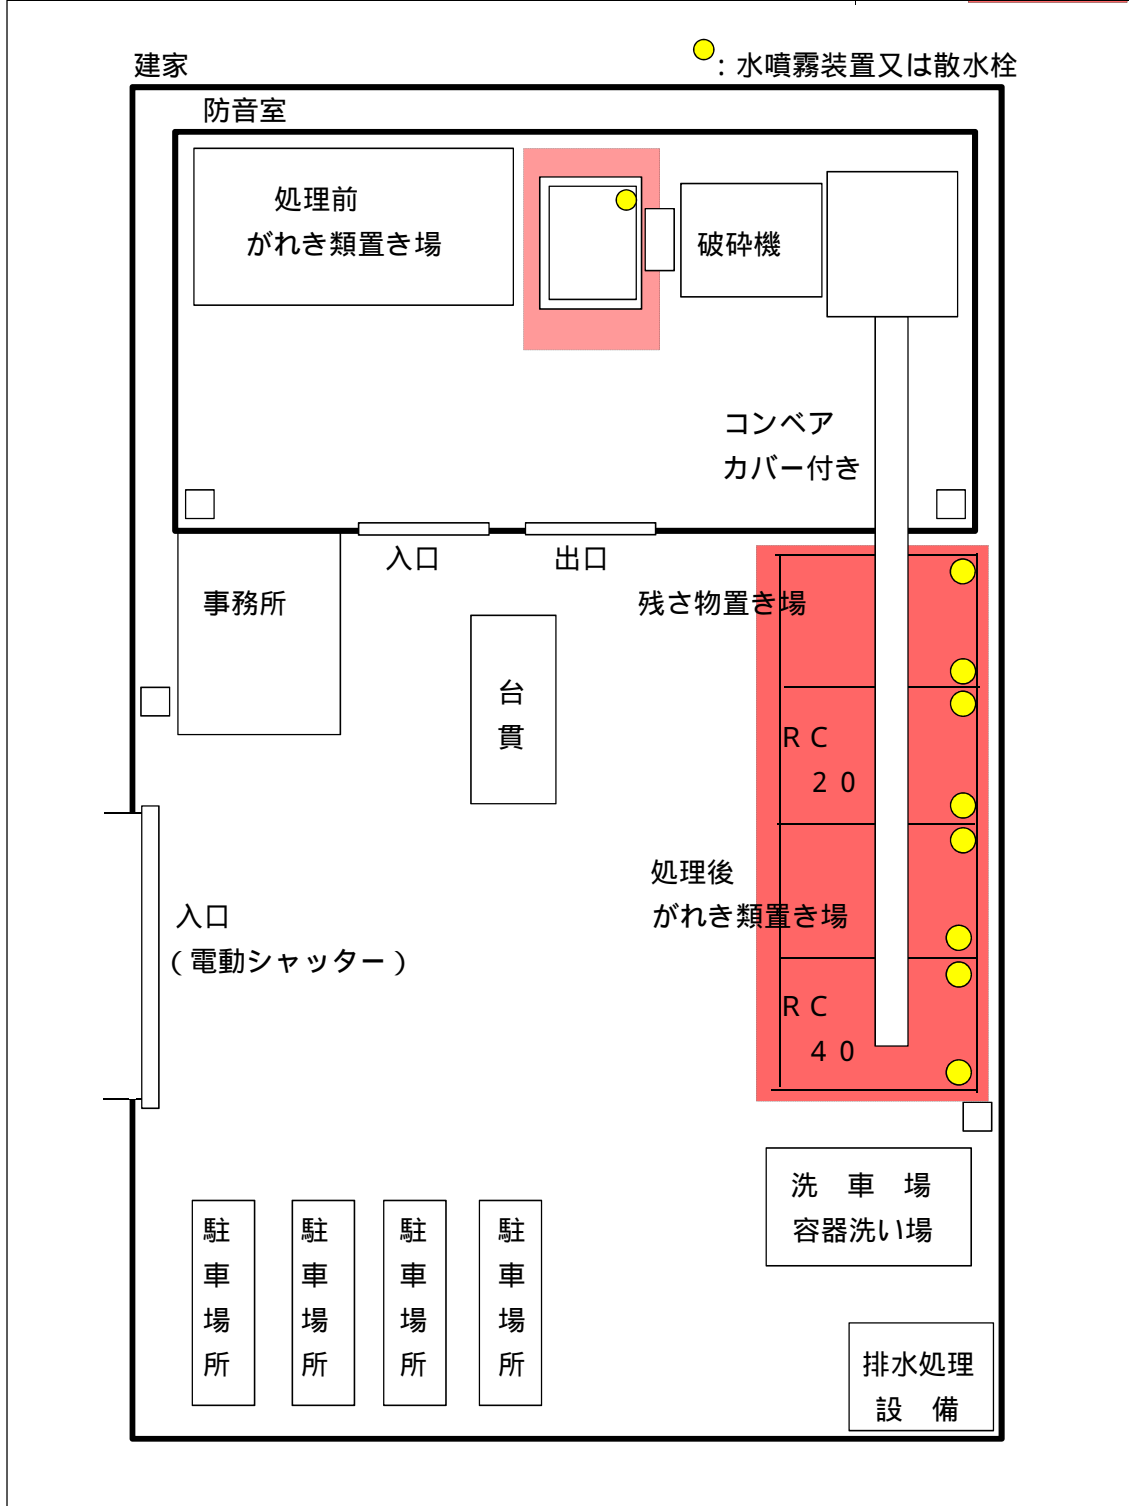 建家
：水噴霧装置又は散水栓
防音室
処理前
がれき類置き場
破砕機
コンベア
カバー付き
入口
出口
事務所
残さ物置き場
台
貫
ＲＣ
２０
処理後
がれき類置き場
入口
（電動シャッター）
ＲＣ
４０
洗　車　場
容器洗い場
駐
車
場
所
駐
車
場
所
駐
車
場
所
駐
車
場
所
排水処理
設　備